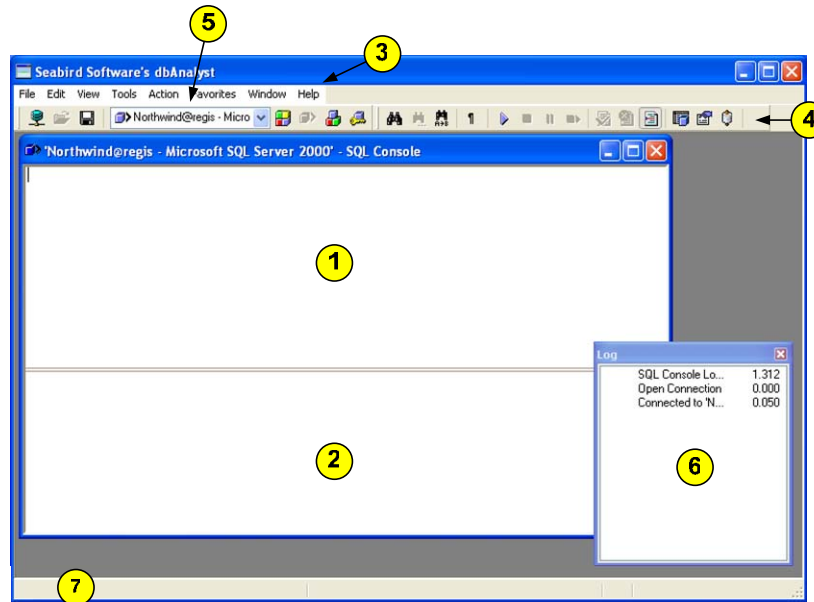 5
3
Seabird Software's dbAnalyst
File Edit View Tools Action Favorites Window Help
Northwind@regis - Micro
4
'Northwind@regis - Microsoft SQL Server 2000' - SQL Console
1
Log
SQL Console Lo... 1.312
Open Connection 0.000
Connected to 'N... 0.050
2
6
7